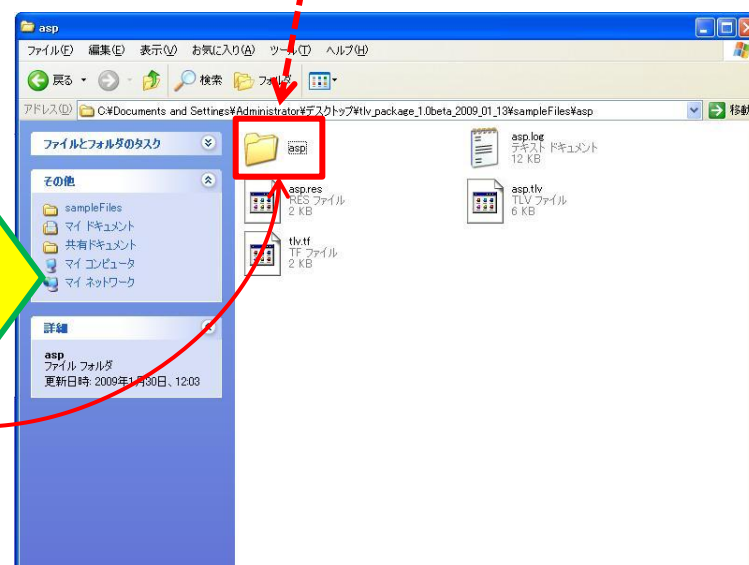 asp
ファイル(F) 編集(E) 表示(V) お気に入り(A) ツール(T) ヘルプ(H)
戻る 検索 フォルダ
アドレス(D) C:¥Documents and Settings¥Administrator¥デスクトップ¥tlv_package_1.0beta_2009_01_13¥sampleFiles¥asp 移動
ファイルとフォルダのタスク
その他
sampleFiles
マイ ドキュメント
共有ドキュメント
マイ コンピュータ
マイ ネットワーク
詳細
asp
ファイル フォルダ
更新日時: 2009年1月30日、12:03
asp
asp.log
テキスト ドキュメント
12 KB
asp.res
RES ファイル
2 KB
asp.tlv
TLV ファイル
6 KB
tlv.tf
TF ファイル
2 KB